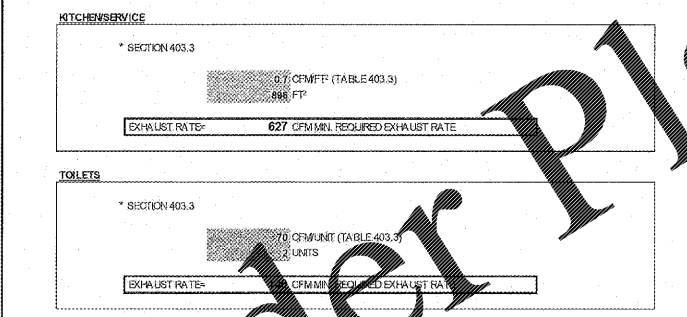 KITCHEN/SERVICE
* SECTION 403.3
0.7 CFM/FT² (TABLE 403.3)
896 FT²
EXHAUST RATE= 627 CFM MIN. REQUIRED EXHAUST RATE
TOILETS
* SECTION 403.3
70 CFM/UNIT (TABLE 403.3)
2 UNITS
EXHAUST RATE= CFM MIN. REQUIRED EXHAUST RATE
der Pl